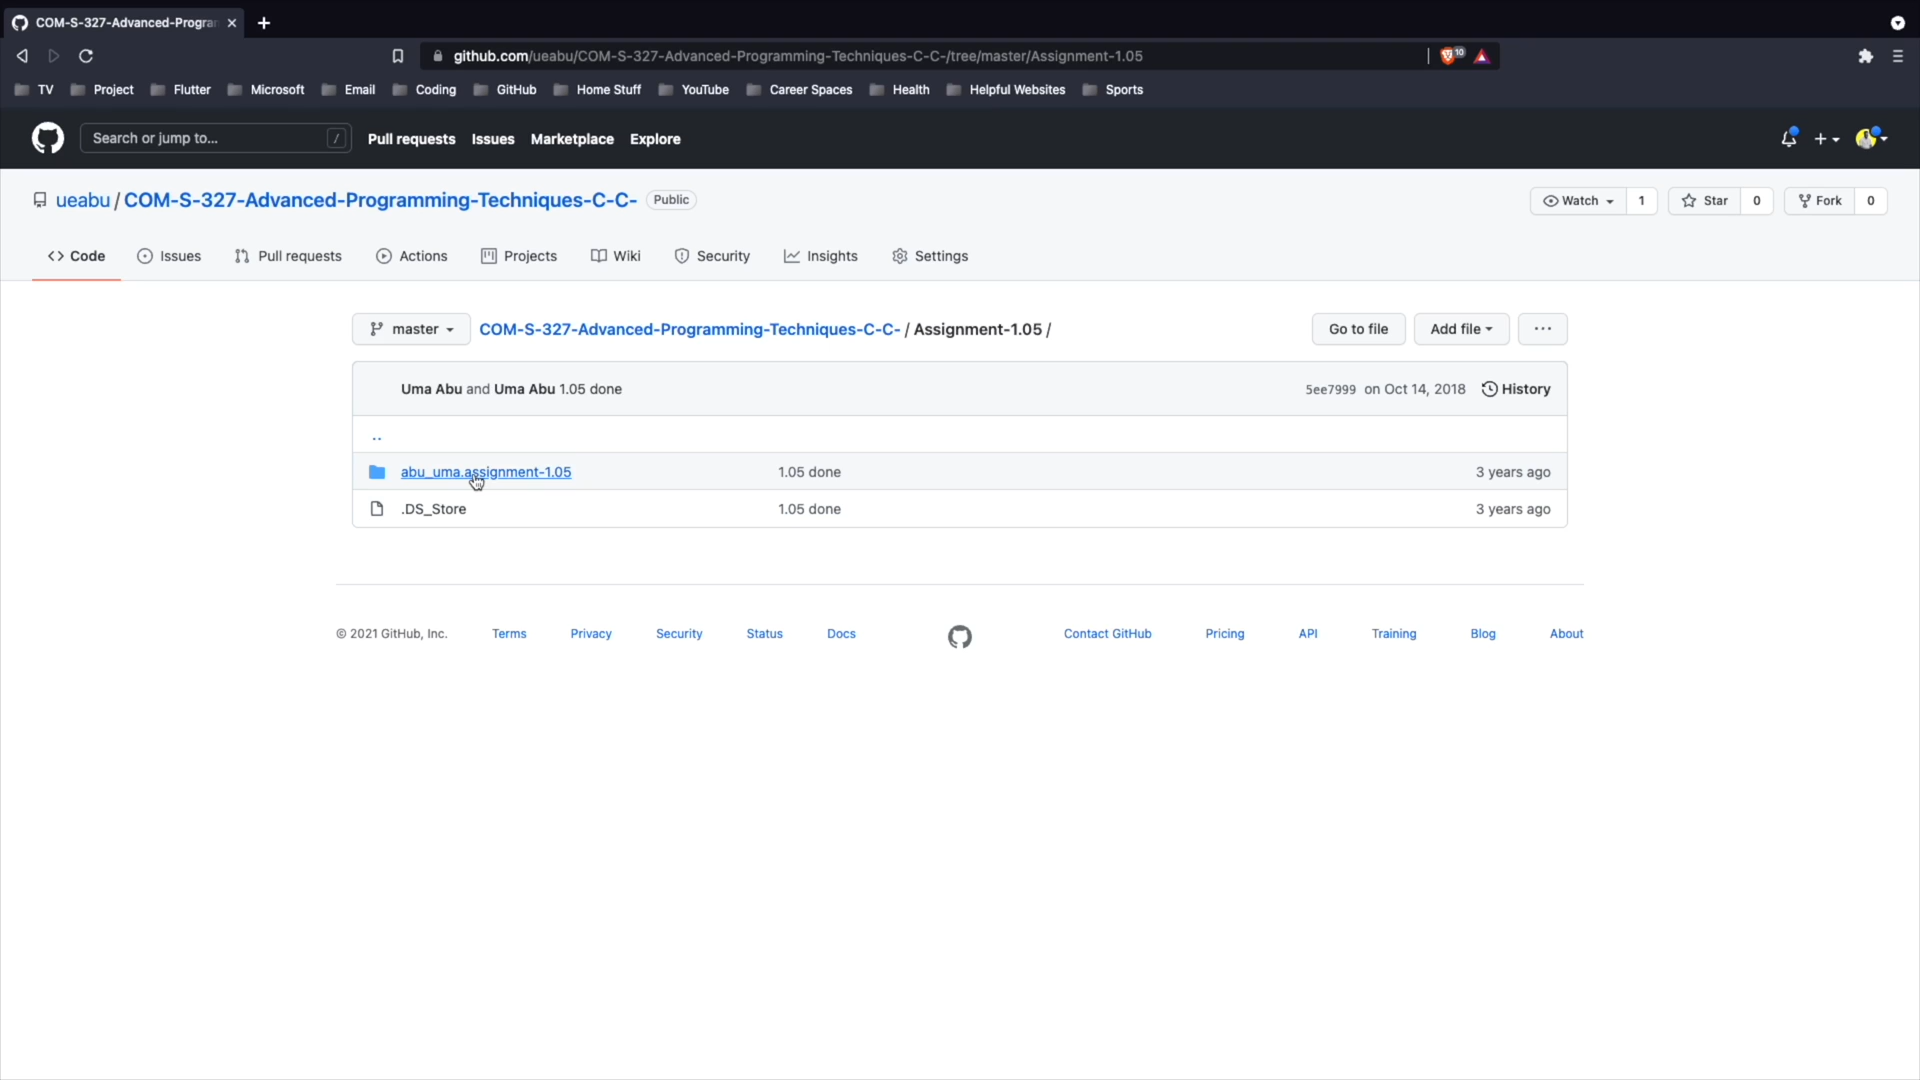 COM-S-327-Advanced-Progra
github.com/ueabu/COM-S-327-Advanced-Programming-Techniques-C-C-/tree/master/Assignment-1.05
10
TV Project Flutter Microsoft Email Coding GitHub Home Stuff YouTube Career Spaces Health Helpful Websites Sports
Search or jump to... / Pull requests Issues Marketplace Explore
ueabu / COM-S-327-Advanced-Programming-Techniques-C-C- Public
Watch 1 Star 0 Fork 0
Code Issues Pull requests Actions Projects Wiki Security Insights Settings
master COM-S-327-Advanced-Programming-Techniques-C-C- / Assignment-1.05 / Go to file Add file ...
Uma Abu and Uma Abu 1.05 done 5ee7999 on Oct 14, 2018 History
..
abu_uma.assignment-1.05 1.05 done 3 years ago
.DS_Store 1.05 done 3 years ago
© 2021 GitHub, Inc. Terms Privacy Security Status Docs Contact GitHub Pricing API Training Blog About